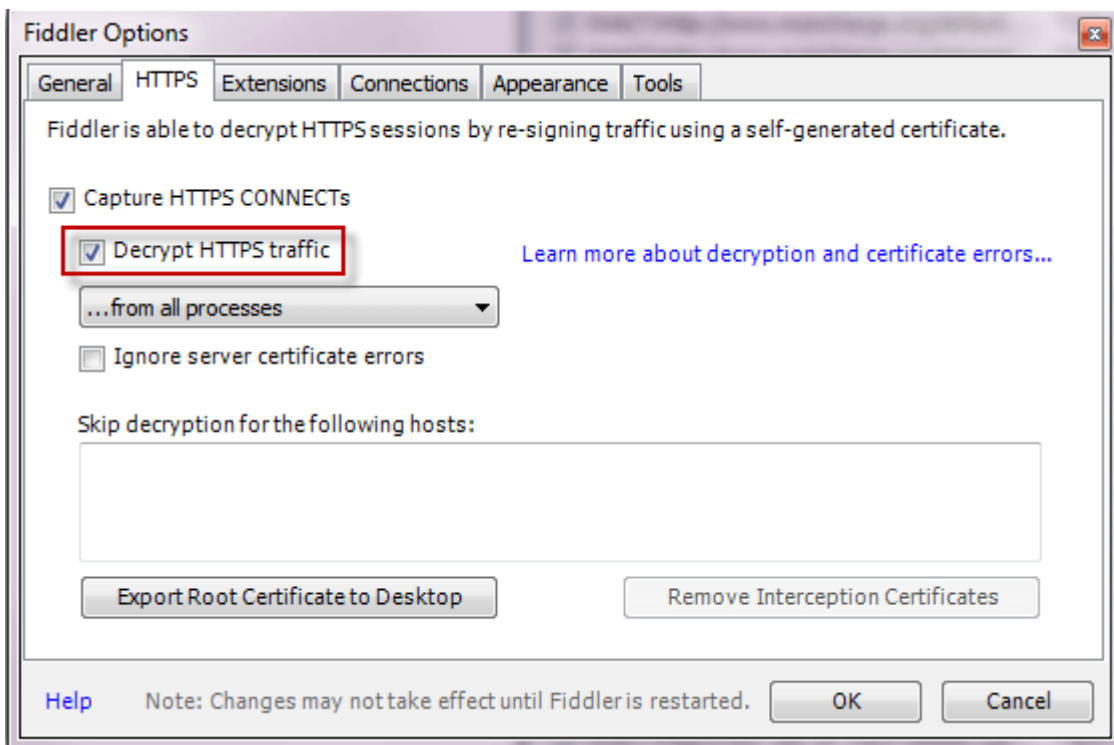 Fiddler Options
General HTTPS Extensions Connections Appearance Tools
Fiddler is able to decrypt HTTPS sessions by re-signing traffic using a self-generated certificate.
Capture HTTPS CONNECTs
Decrypt HTTPS traffic
Learn more about decryption and certificate errors...
...from all processes
Ignore server certificate errors
Skip decryption for the following hosts:
Export Root Certificate to Desktop
Remove Interception Certificates
Help Note: Changes may not take effect until Fiddler is restarted. OK Cancel